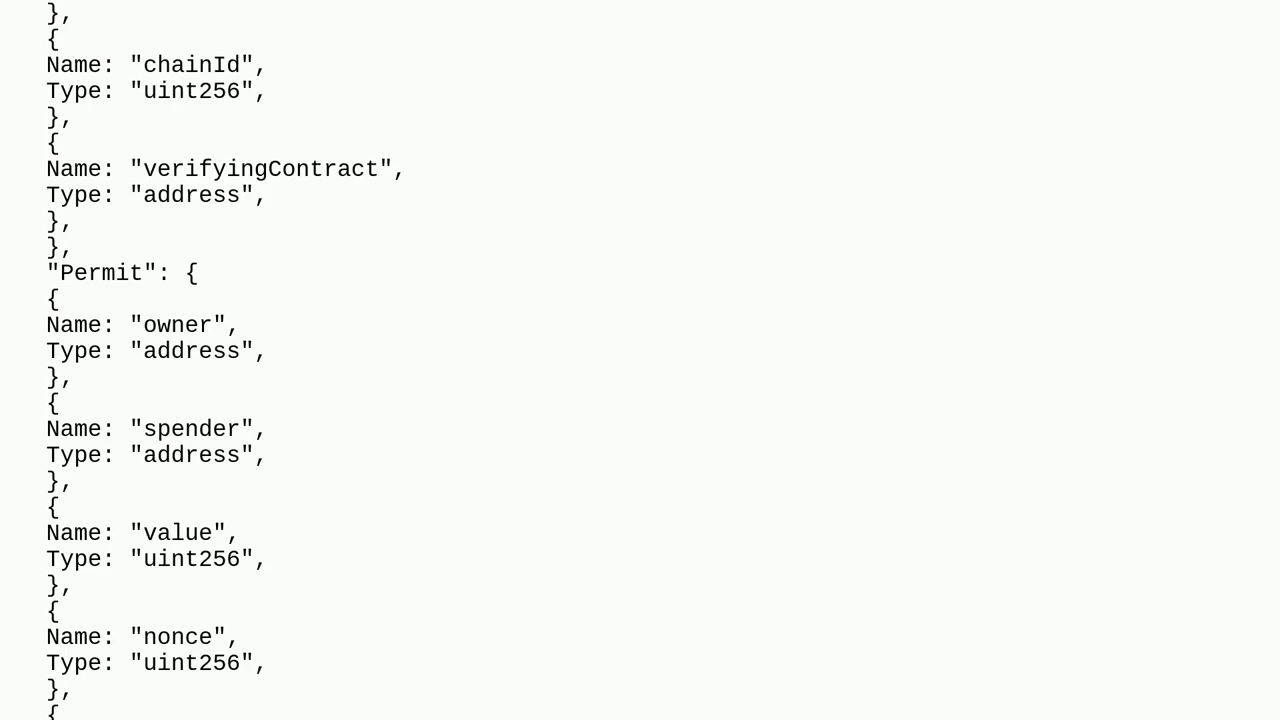 },
{
Name: "chainId",
Type: "uint256",
},
{
Name: "verifyingContract",
Type: "address",
},
},
"Permit": {
{
Name: "owner",
Type: "address",
},
{
Name: "spender",
Type: "address",
},
{
Name: "value",
Type: "uint256",
},
{
Name: "nonce",
Type: "uint256",
},
{